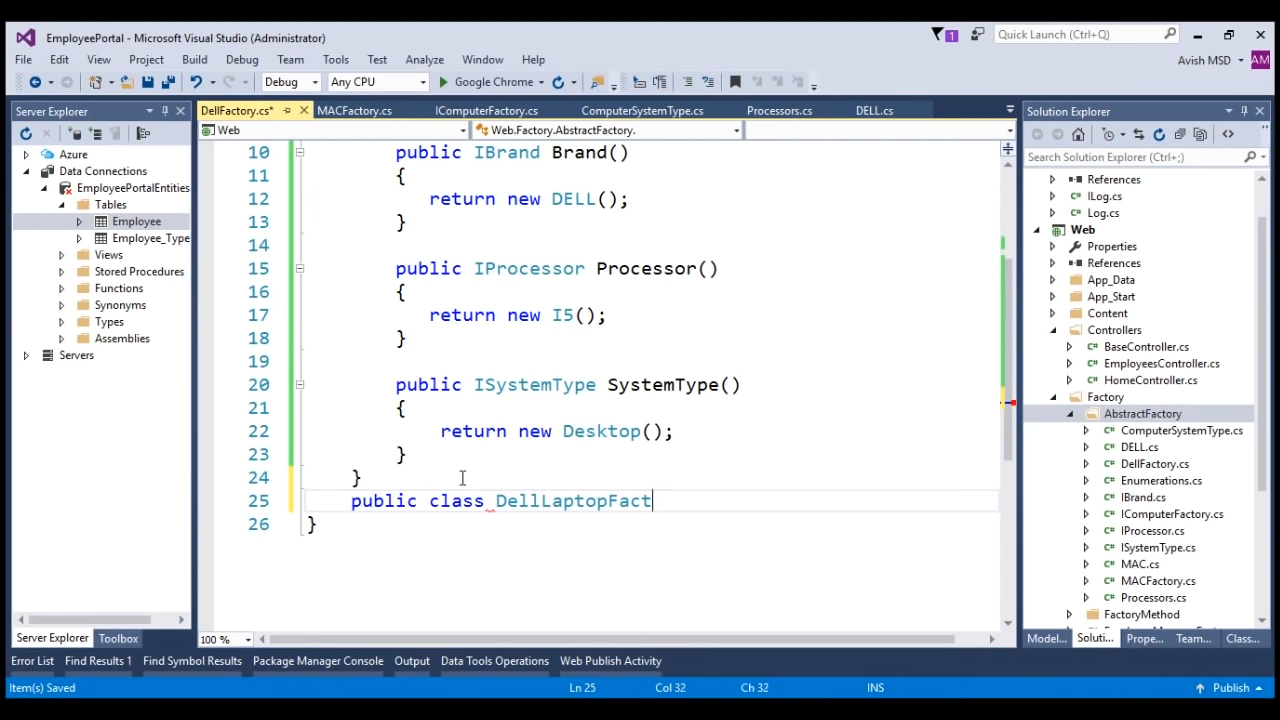 EmployeePortal - Microsoft Visual Studio (Administrator)
1
Quick Launch (Ctrl+Q)
File Edit View Project Build Debug Team Tools Test Analyze Window Help
Avish MSD AM
Debug Any CPU Google Chrome
Server Explorer
DellFactory.cs* MACFactory.cs IComputerFactory.cs ComputerSystemType.cs Processors.cs DELL.cs
Solution Explorer
Web Web.Factory.AbstractFactory.
Search Solution Explorer (Ctrl+;)
Azure
Data Connections
EmployeePortalEntities
Tables
Employee
Employee_Type
Views
Stored Procedures
Functions
Synonyms
Types
Assemblies
Servers
10 public IBrand Brand()
11 {
12 return new DELL();
13 }
14
15 public IProcessor Processor()
16 {
17 return new I5();
18 }
19
20 public ISystemType SystemType()
21 {
22 return new Desktop();
23 }
24 }
25 public class DellLaptopFact
26 }
References
ILog.cs
Log.cs
Web
Properties
References
App_Data
App_Start
Content
Controllers
BaseController.cs
EmployeesController.cs
HomeController.cs
Factory
AbstractFactory
ComputerSystemType.cs
DELL.cs
DellFactory.cs
Enumerations.cs
IBrand.cs
IComputerFactory.cs
IProcessor.cs
ISystemType.cs
MAC.cs
MACFactory.cs
Processors.cs
FactoryMethod
100 %
Server Explorer Toolbox
Model... Soluti... Prope... Team... Class...
Error List Find Results 1 Find Symbol Results Package Manager Console Output Data Tools Operations Web Publish Activity
Item(s) Saved Ln 25 Col 32 Ch 32 INS Publish